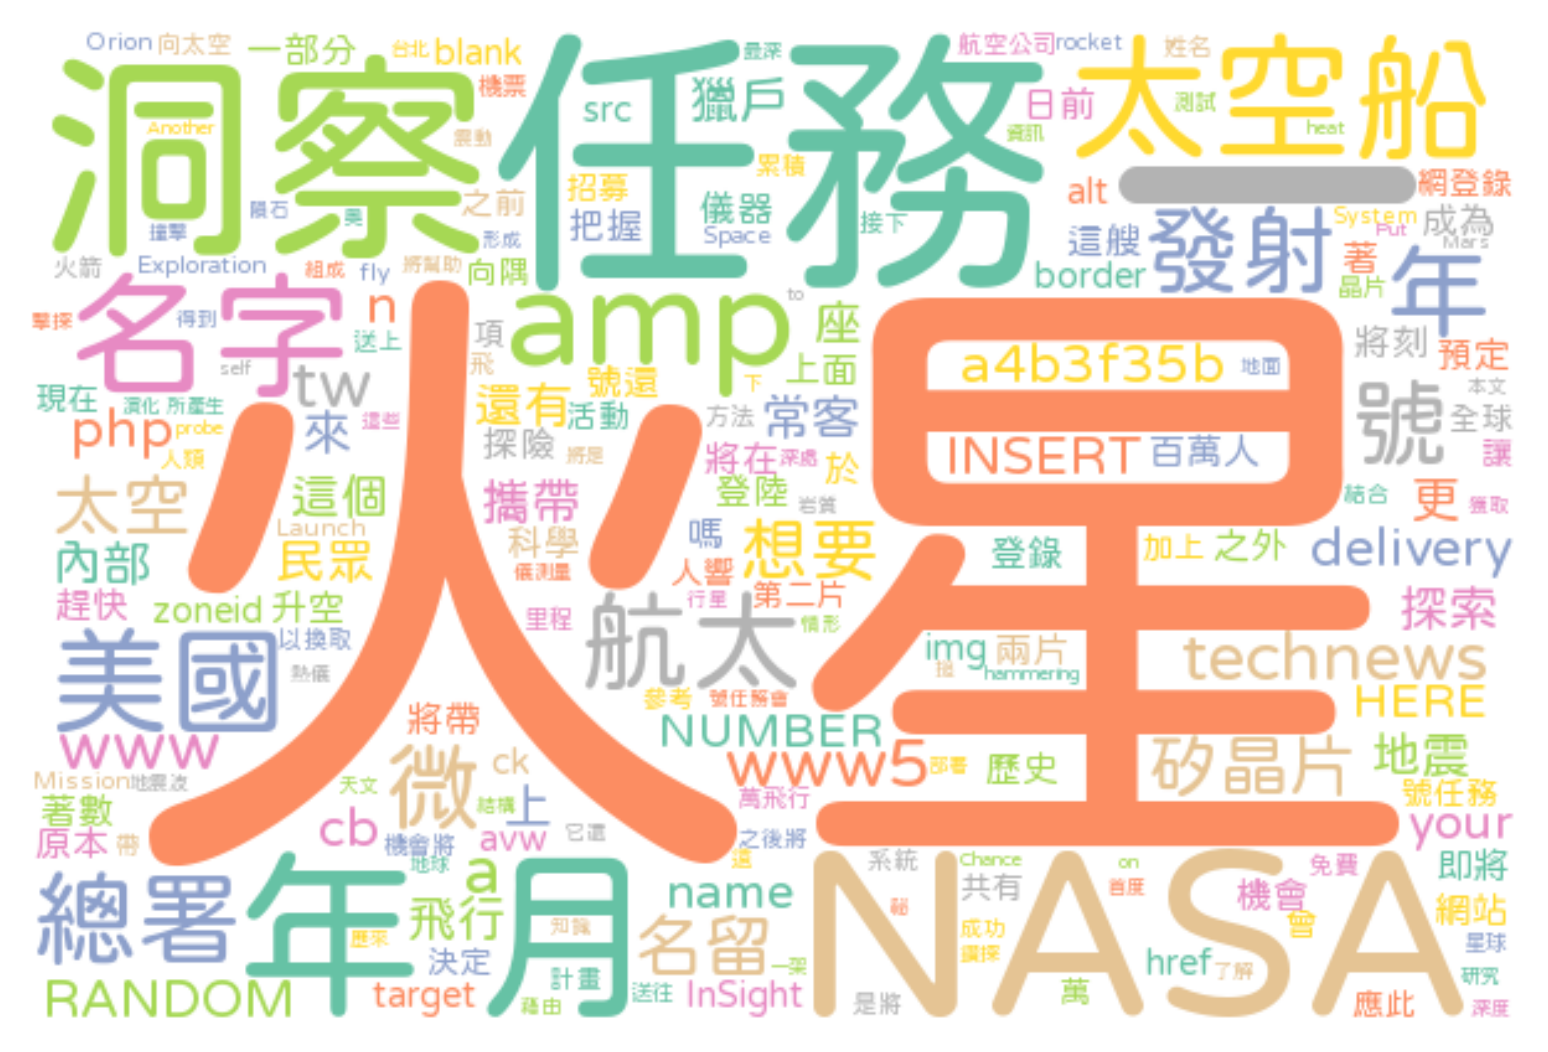 Orion
向太空
一部分
台北
blank
最深
航空公司
rocket
姓名
機票
洞察
任務
太空船
src
獵戶
日前
測試
資訊
heat
Another
震動
累積
招募
alt
網登錄
之前
儀器
把握
Space
接下
這艘
發射
System
成為
Put
Mars
隕石
撞擊
奧
形成
火箭
Exploration
組成
fly
將幫助
向隅
border
著
晶片
年
名字
n
amp
to
座
項
擊探
得到
送上
self
tw
飛
上面
a4b3f35b
地面
將刻
預定
現在
演化
所產生
php
probe
來
這些
還有
號還
下
活動
方法
常客
號
本文
全球
人類
探險
將是
將在
深處
於
INSERT
百萬人
讓
太空
這個
攜帶
登陸
岩質
結合
更
獲取
Launch
火星
內部
民眾
科學
儀測量
嗎
想要
人響
登錄
加上
之外
delivery
趕快
zoneid
升空
里程
行星
第二片
探索
美國
以換取
熱儀
航太
情形
img
兩片
hammering
technews
參考
號任務會
HERE
www
將帶
NUMBER
Mission
地震波
天文
微
ck
www5
部署
歷史
矽晶片
地震
著數
結構
上
萬飛行
號任務
原本
帶
cb
機會將
avw
它還
之後將
your
地球
這
總署
年
月
a
飛行
name
NASA
系統
Chance
on
免費
即將
共有
首度
機會
曾
網站
歷來
決定
知識
名留
一架
成功
鑽探
href
了解
星球
研究
RANDOM
target
計畫
藉由
送往
InSight
是將
萬
應此
深度